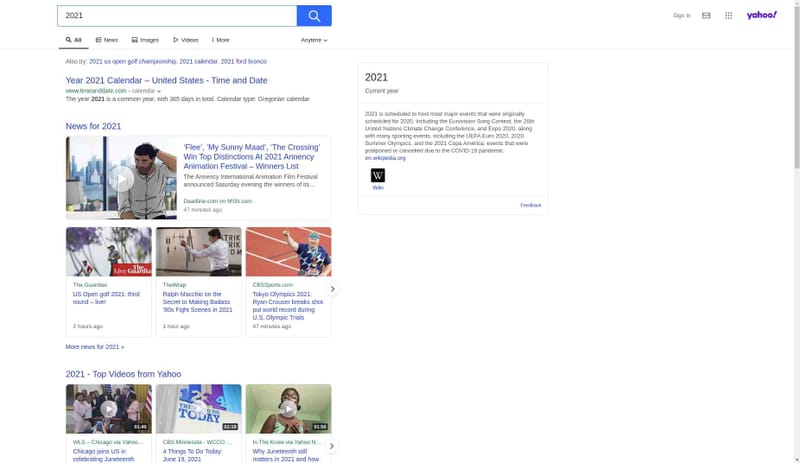 2021
Sign In
yahoo!
All
News
Images
Videos
More
Anytime
Also try: 2021 us open golf championship, 2021 calendar, 2021 ford bronco
Year 2021 Calendar – United States - Time and Date
www.timeanddate.com › calendar
The year 2021 is a common year, with 365 days in total. Calendar type: Gregorian calendar
News for 2021
‘Flee’, ‘My Sunny Maad’, ‘The Crossing’
Win Top Distinctions At 2021 Annency
Animation Festival – Winners List
The Annency International Animation Film Festival
announced Saturday evening the winners of its…
Deadline.com on MSN.com
47 minutes ago
The
Live Guardia
The Guardian
US Open golf 2021: third
round – live!
2 hours ago
TheWrap
Ralph Macchio on the
Secret to Making Badass
'80s Fight Scenes in 2021
1 hour ago
CBSSports.com
Tokyo Olympics 2021:
Ryan Crouser breaks shot
put world record during
U.S. Olympic Trials
47 minutes ago
More news for 2021 »
2021 - Top Videos from Yahoo
01:40
WLS – Chicago via Yahoo...
Chicago joins US in
celebrating Juneteenth
1234
TODAY
01:19
CBS Minnesota - WCCO ...
4 Things To Do Today:
June 19, 2021
01:50
In The Know via Yahoo N...
Why Juneteenth still
matters in 2021 and how
2021
Current year
2021 is scheduled to host most major events that were originally
scheduled for 2020, including the Eurovision Song Contest, the 26th
United Nations Climate Change Conference, and Expo 2020, along
with many sporting events, including the UEFA Euro 2020, 2020
Summer Olympics, and the 2021 Copa América; events that were
postponed or canceled due to the COVID-19 pandemic.
en.wikipedia.org
W
Wiki
Feedback